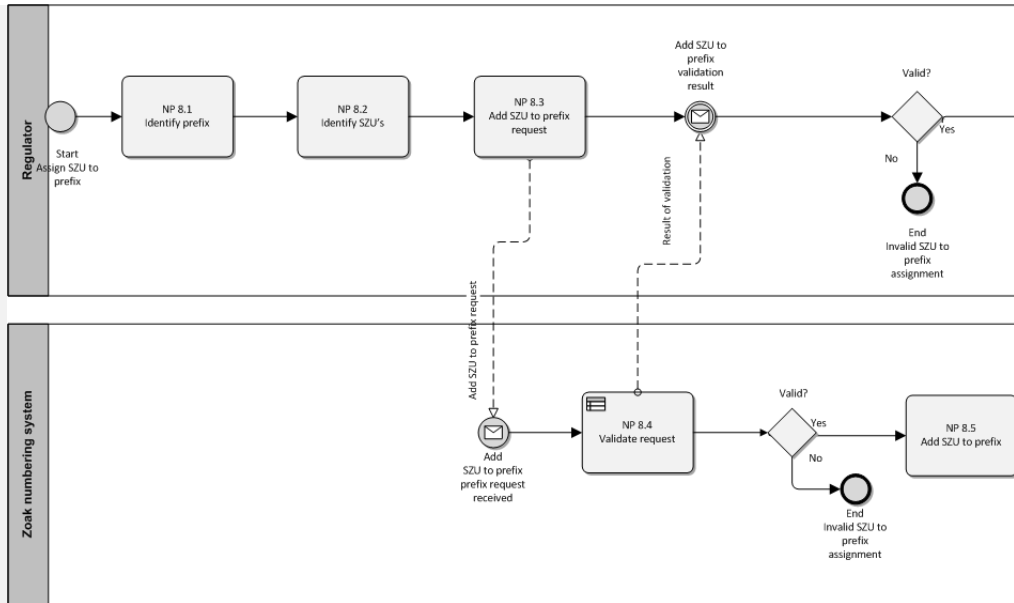 Regulator
Start
Assign SZU to
prefix
NP 8.1
Identify prefix
NP 8.2
Identify SZU's
NP 8.3
Add SZU to prefix
request
Add SZU to
prefix
validation
result
Valid?
Yes
No
End
Invalid SZU to
prefix
assignment
Result of validation
Add SZU to prefix request
Zoak numbering system
Add
SZU to prefix
prefix request
received
NP 8.4
Validate request
Valid?
Yes
No
End
Invalid SZU to
prefix
assignment
NP 8.5
Add SZU to prefix